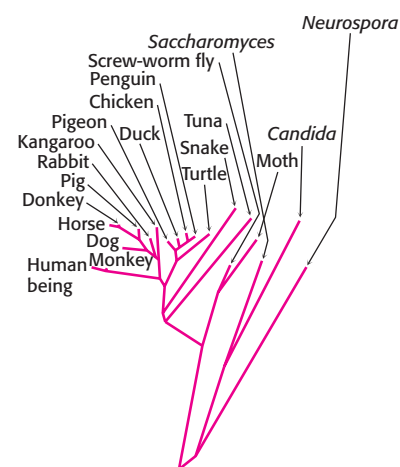 Neurospora
Saccharomyces
Screw-worm fly
Penguin
Chicken
Pigeon
Duck
Tuna
Candida
Kangaroo
Snake
Rabbit
Moth
Turtle
Pig
Donkey
Horse
Dog
Monkey
Human
being